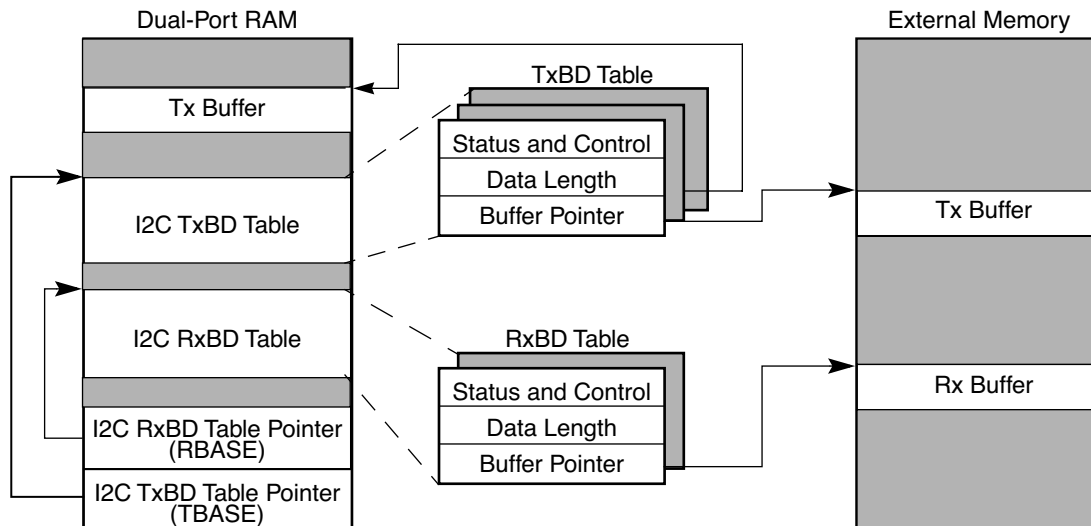 Dual-Port RAM
External Memory
TxBD Table
Tx Buffer
Status and Control
Data Length
Buffer Pointer
Tx Buffer
I2C TxBD Table
I2C RxBD Table
RxBD Table
Status and Control
Data Length
Buffer Pointer
Rx Buffer
I2C RxBD Table Pointer
(RBASE)
I2C TxBD Table Pointer
(TBASE)